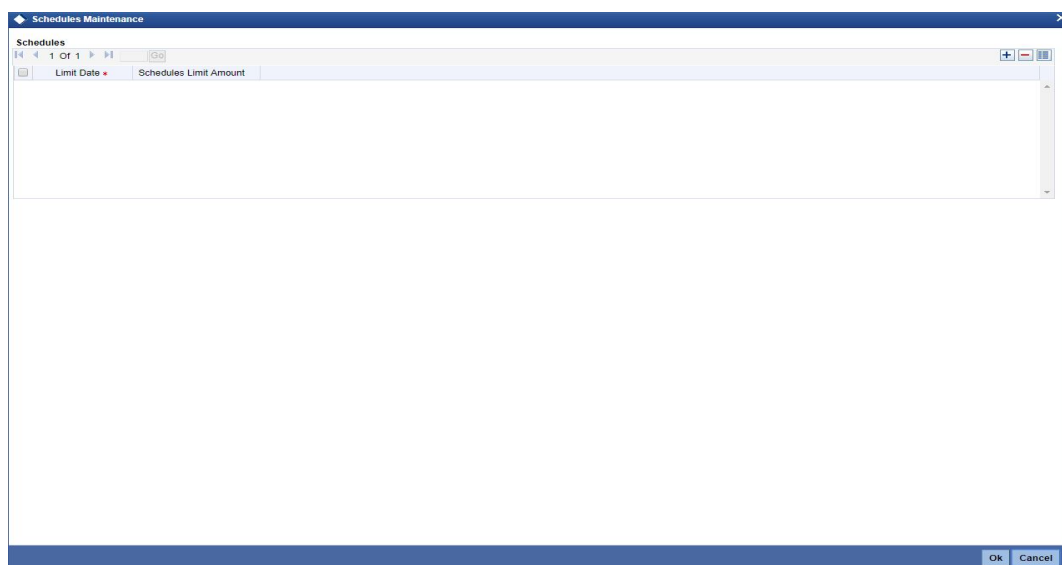 Schedules Maintenance
Schedules
1 Of 1 Go
Limit Date * Schedules Limit Amount
Ok Cancel